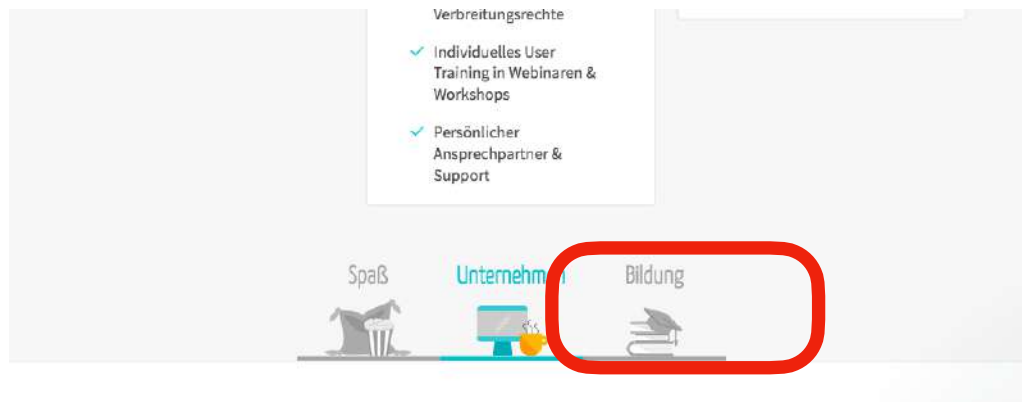 Verbreitungsrechte
✓ Individuelles User
Training in Webinaren &
Workshops
✓ Persönlicher
Ansprechpartner &
Support
Spaß Unternehmen Bildung